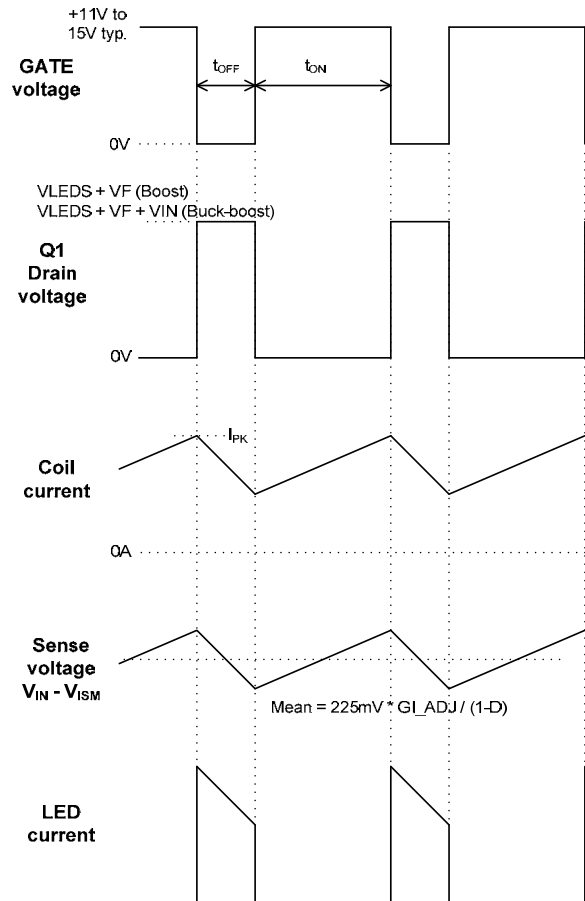 +11V to
15V typ.
GATE
voltage
tOFF
tON
0V
VLEDS + VF (Boost)
VLEDS + VF + VIN (Buck-boost)
Q1
Drain
voltage
0V
IPK
Coil
current
0A
Sense
voltage
VIN - VISM
Mean = 225mV * GI_ADJ / (1-D)
LED
current